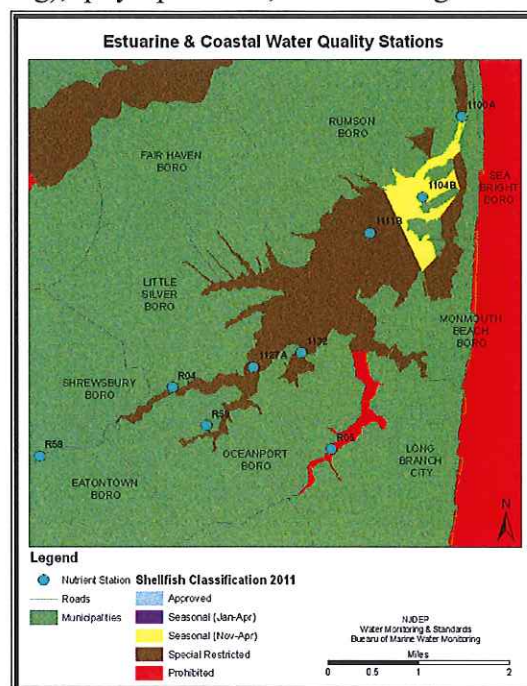 g),
Estuarine & Coastal Water Quality Stations
1100A
RUMSON
BORO
FAIR HAVEN
BORO
SEA
BRIGHT
BORO
1104B
1111B
LITTLE
SILVER
BORO
MONMOUTH
BEACH
BORO
1132
1127A
R04
SHREWSBURY
BORO
R58
OCEANPORT
BORO
LONG
BRANCH
CITY
EATONTOWN
BORO
N
Legend
Nutrient Station
Roads
Municipalities
Shellfish Classification 2011
Approved
Seasonal (Jan-Apr)
Seasonal (Nov-Apr)
Special Restricted
Prohibited
NJDEP
Water Monitoring & Standards
Bureau of Marine Water Monitoring
Miles
0 0.5 1 2